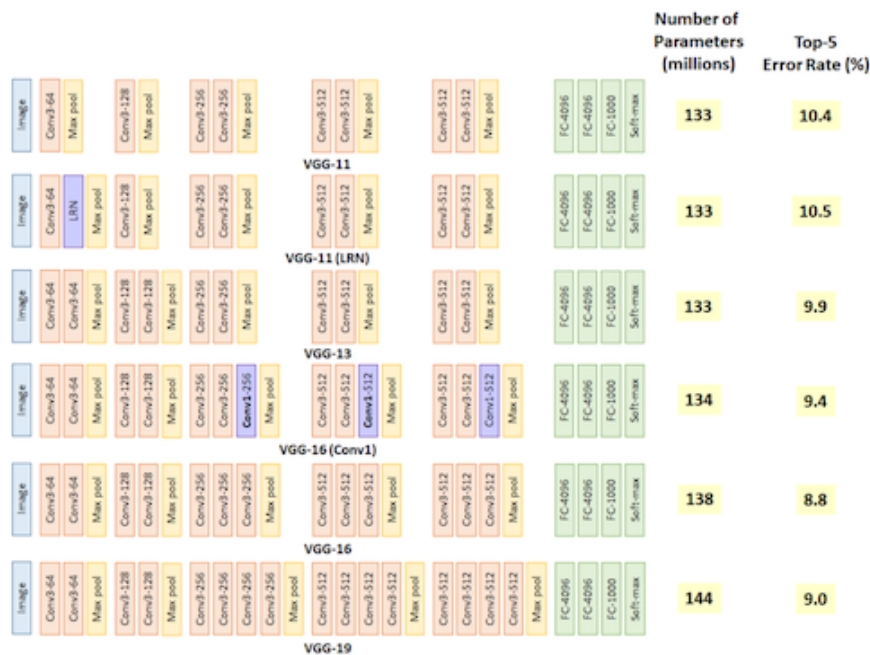 Number of
Parameters
(millions)
Top-5
Error Rate (%)
Image
Conv3-64
Max pool
Conv3-128
Max pool
Conv3-256
Conv3-256
Max pool
Conv3-512
Conv3-512
Max pool
Conv3-512
Conv3-512
Max pool
FC-4096
FC-4096
FC-1000
Soft-max
133
10.4
VGG-11
Image
Conv3-64
LRN
Max pool
Conv3-128
Max pool
Conv3-256
Conv3-256
Max pool
Conv3-512
Conv3-512
Max pool
Conv3-512
Conv3-512
Max pool
FC-4096
FC-4096
FC-1000
Soft-max
133
10.5
VGG-11 (LRN)
Image
Conv3-64
Conv3-64
Max pool
Conv3-128
Conv3-128
Max pool
Conv3-256
Conv3-256
Max pool
Conv3-512
Conv3-512
Max pool
Conv3-512
Conv3-512
Max pool
FC-4096
FC-4096
FC-1000
Soft-max
133
9.9
VGG-13
Image
Conv3-64
Conv3-64
Max pool
Conv3-128
Conv3-128
Max pool
Conv3-256
Conv3-256
Conv1-256
Max pool
Conv3-512
Conv3-512
Conv1-512
Max pool
Conv3-512
Conv3-512
Conv1-512
Max pool
FC-4096
FC-4096
FC-1000
Soft-max
134
9.4
VGG-16 (Conv1)
Image
Conv3-64
Conv3-64
Max pool
Conv3-128
Conv3-128
Max pool
Conv3-256
Conv3-256
Conv3-256
Max pool
Conv3-512
Conv3-512
Conv3-512
Max pool
Conv3-512
Conv3-512
Conv3-512
Max pool
FC-4096
FC-4096
FC-1000
Soft-max
138
8.8
VGG-16
Image
Conv3-64
Conv3-64
Max pool
Conv3-128
Conv3-128
Max pool
Conv3-256
Conv3-256
Conv3-256
Conv3-256
Max pool
Conv3-512
Conv3-512
Conv3-512
Conv3-512
Max pool
Conv3-512
Conv3-512
Conv3-512
Conv3-512
Max pool
FC-4096
FC-4096
FC-1000
Soft-max
144
9.0
VGG-19